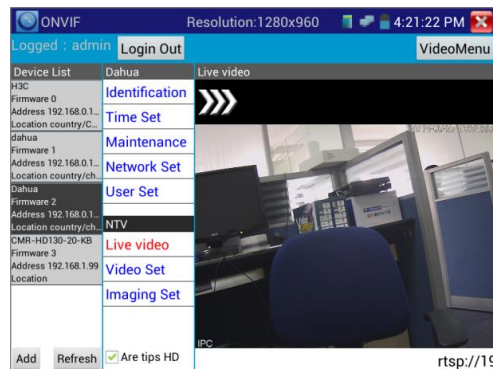 ONVIF
Resolution:1280x960
4:21:22 PM
Logged : admin
Login Out
VideoMenu
Device List
Dahua
Live video
H3C
Firmware 0
Address 192.168.0.1...
Location country/C...
dahua
Firmware 1
Address 192.168.0.1...
Location country/ch...
Dahua
Firmware 2
Address 192.168.0.1...
Location country/ch...
CMR-HD130-20-KB
Firmware 3
Address 192.168.1.99
Location
Add
Refresh
Identification
Time Set
Maintenance
Network Set
User Set
NTV
Live video
Video Set
Imaging Set
Are tips HD
IPC
rtsp://19